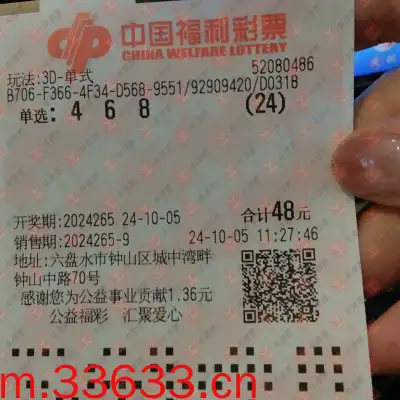 中国福利彩票
CHINA WELFARE LOTTERY
玩法:3D-单式
52080486
B706-F366-4F34-D568-9551/92909420/D0318
单选: 4 6 8 (24)
开奖期:2024265 24-10-05 合计48元
销售期:2024265-9 24-10-05 11:27:46
地址:六盘水市钟山区城中湾畔
钟山中路70号
感谢您为公益事业贡献1.36元
公益福彩 汇聚爱心
m.33633.cn